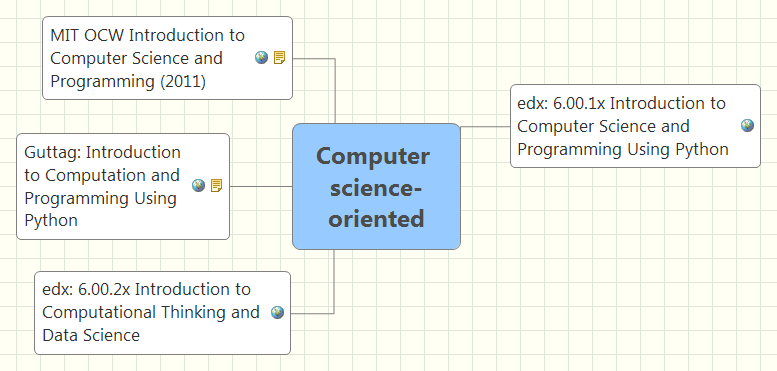 MIT OCW Introduction to
Computer Science and
Programming (2011)
edx: 6.00.1x Introduction to
Computer Science and
Programming Using Python
Guttag: Introduction
to Computation and
Programming Using
Python
Computer
science-
oriented
edx: 6.00.2x Introduction to
Computational Thinking and
Data Science